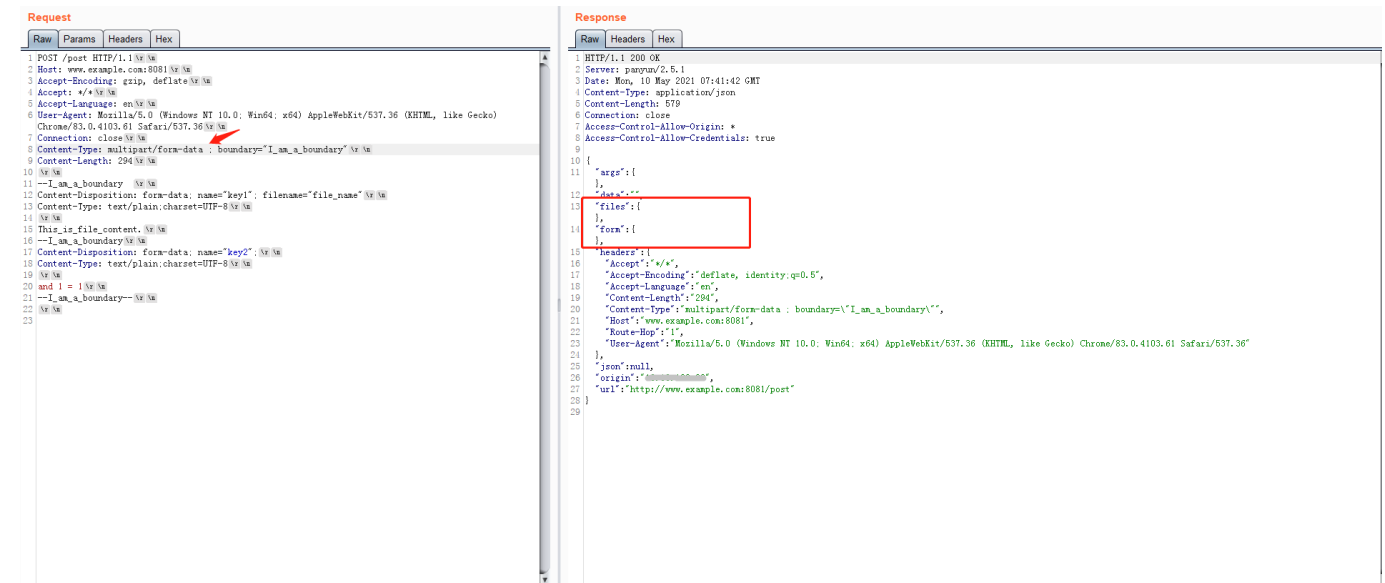 Request
Raw Params Headers Hex
1 POST /post HTTP/1.1 \r \n
2 Host: www.example.com:8081 \r \n
3 Accept-Encoding: gzip, deflate \r \n
4 Accept: */* \r \n
5 Accept-Language: en \r \n
6 User-Agent: Mozilla/5.0 (Windows NT 10.0; Win64; x64) AppleWebKit/537.36 (KHTML, like Gecko)
Chrome/83.0.4103.61 Safari/537.36 \r \n
7 Connection: close \r \n
8 Content-Type: multipart/form-data ; boundary="I_am_a_boundary" \r \n
9 Content-Length: 294 \r \n
10 \r \n
11 --I_am_a_boundary \r \n
12 Content-Disposition: form-data; name="key1"; filename="file_name" \r \n
13 Content-Type: text/plain;charset=UTF-8 \r \n
14 \r \n
15 This_is_file_content. \r \n
16 --I_am_a_boundary \r \n
17 Content-Disposition: form-data; name="key2"; \r \n
18 Content-Type: text/plain;charset=UTF-8 \r \n
19 \r \n
20 and 1 = 1 \r \n
21 --I_am_a_boundary-- \r \n
22 \r \n
23
Response
Raw Headers Hex
1 HTTP/1.1 200 OK
2 Server: panyun/2.5.1
3 Date: Mon, 10 May 2021 07:41:42 GMT
4 Content-Type: application/json
5 Content-Length: 579
6 Connection: close
7 Access-Control-Allow-Origin: *
8 Access-Control-Allow-Credentials: true
9
10 {
11 "args":{
},
12 "data":"",
13 "files":{
},
14 "form":{
},
15 "headers":{
16 "Accept":"*/*",
17 "Accept-Encoding":"deflate, identity;q=0.5",
18 "Accept-Language":"en",
19 "Content-Length":"294",
20 "Content-Type":"multipart/form-data ; boundary=\"I_am_a_boundary\"",
21 "Host":"www.example.com:8081",
22 "Route-Hop":"1",
23 "User-Agent":"Mozilla/5.0 (Windows NT 10.0; Win64; x64) AppleWebKit/537.36 (KHTML, like Gecko) Chrome/83.0.4103.61 Safari/537.36"
24 },
25 "json":null,
26 "origin":"",
27 "url":"http://www.example.com:8081/post"
28 }
29